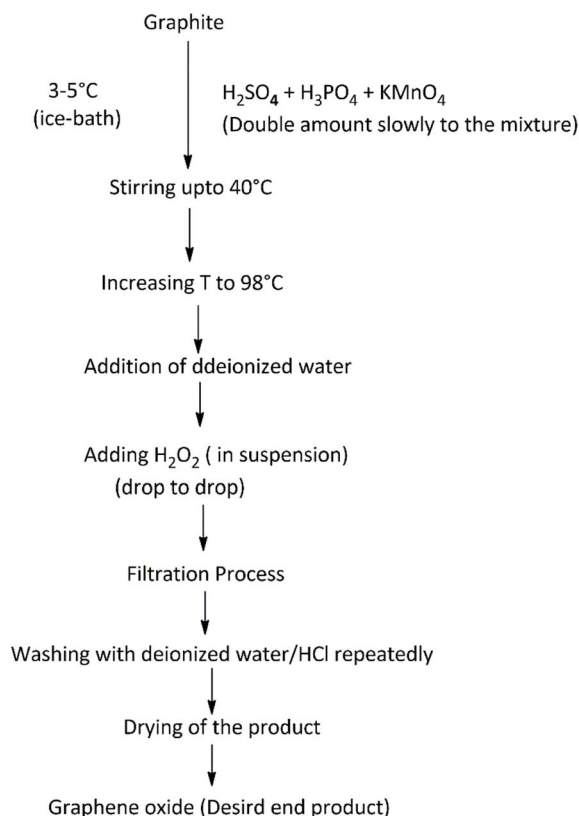 Graphite
3-5°C
(ice-bath)
H₂SO₄ + H₃PO₄ + KMnO₄
(Double amount slowly to the mixture)
Stirring upto 40°C
Increasing T to 98°C
Addition of ddeionized water
Adding H₂O₂ ( in suspension)
(drop to drop)
Filtration Process
Washing with deionized water/HCl repeatedly
Drying of the product
Graphene oxide (Desird end product)